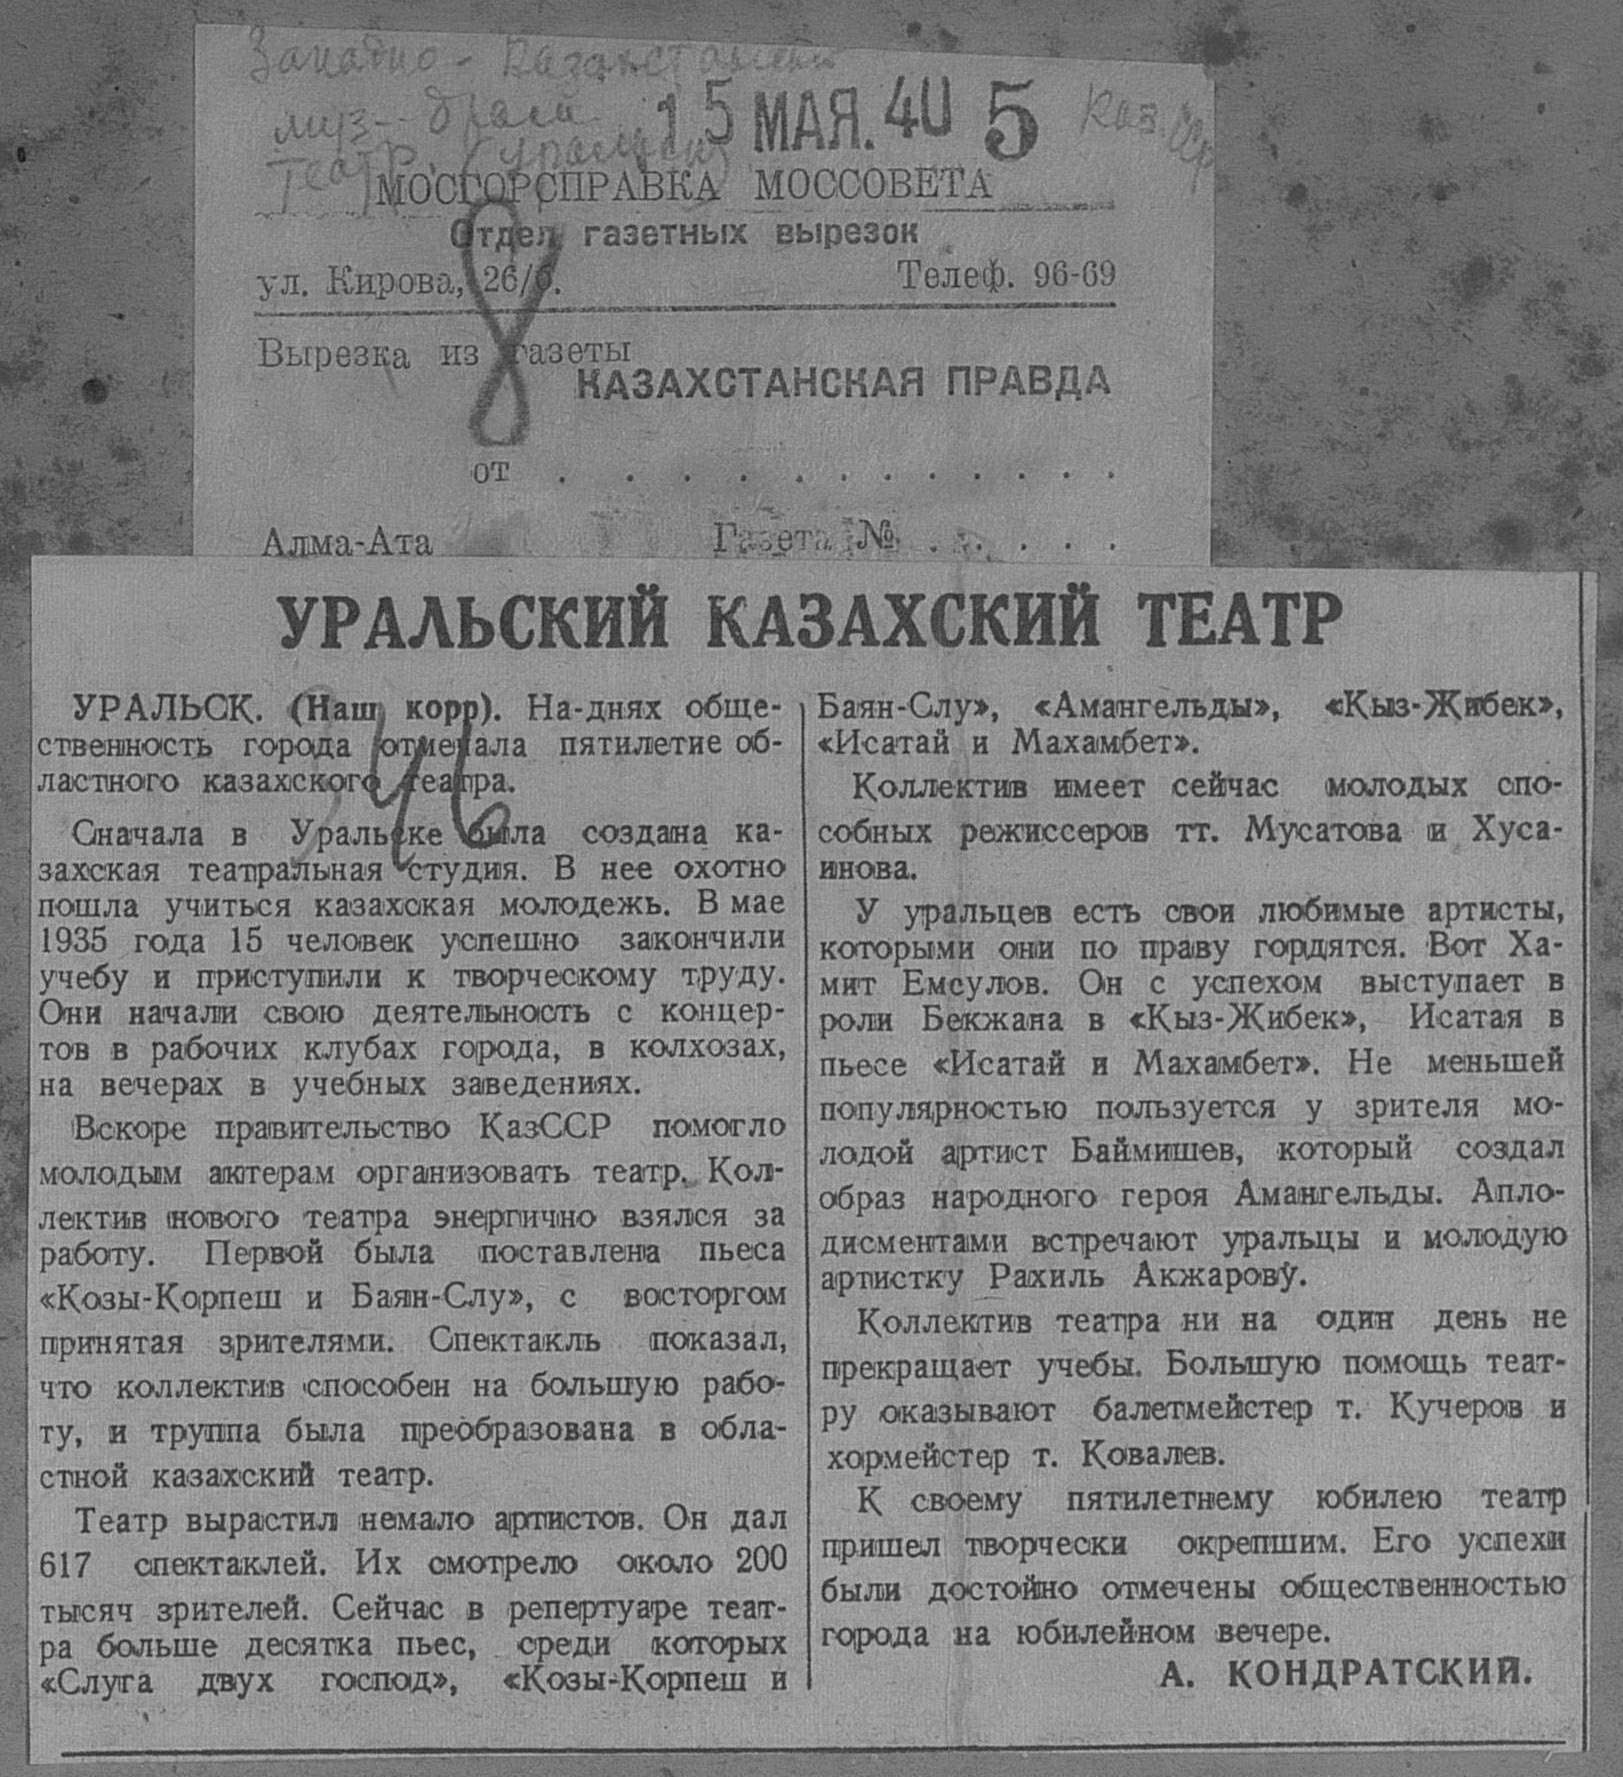 Западно-Казахстанский
муз-драм
театр (Уральск)
15 МАЯ. 40 5
Каз.
МОСГОРСПРАВКА МОССОВЕТА
Отдел газетных вырезок
ул. Кирова, 26/6. Телеф. 96-69
8
Вырезка из газеты
КАЗАХСТАНСКАЯ ПРАВДА
от . . . . . . . . . . .
Алма-Ата Газета № . . . . .
УРАЛЬСКИЙ КАЗАХСКИЙ ТЕАТР
УРАЛЬСК. (Наш корр). На-днях обще-
ственность города отмечала пятилетие об-
ластного казахского театра.
Сначала в Уральске была создана ка-
захская театральная студия. В нее охотно
пошла учиться казахская молодежь. В мае
1935 года 15 человек успешно закончили
учебу и приступили к творческому труду.
Они начали свою деятельность с концер-
тов в рабочих клубах города, в колхозах,
на вечерах в учебных заведениях.
Вскоре правительство КазССР помогло
молодым актерам организовать театр. Кол-
лектив нового театра энергично взялся за
работу. Первой была поставлена пьеса
«Козы-Корпеш и Баян-Слу», с восторгом
принятая зрителями. Спектакль показал,
что коллектив способен на большую рабо-
ту, и труппа была преобразована в обла-
стной казахский театр.
Театр вырастил немало артистов. Он дал
617 спектаклей. Их смотрело около 200
тысяч зрителей. Сейчас в репертуаре теат-
ра больше десятка пьес, среди которых
«Слуга двух господ», «Козы-Корпеш и
Баян-Слу», «Амангельды», «Кыз-Жибек»,
«Исатай и Махамбет».
Коллектив имеет сейчас молодых спо-
собных режиссеров тт. Мусатова и Хуса-
инова.
У уральцев есть свои любимые артисты,
которыми они по праву гордятся. Вот Ха-
мит Емсулов. Он с успехом выступает в
роли Бекжана в «Кыз-Жибек», Исатая в
пьесе «Исатай и Махамбет». Не меньшей
популярностью пользуется у зрителя мо-
лодой артист Баймишев, который создал
образ народного героя Амангельды. Апло-
дисментами встречают уральцы и молодую
артистку Рахиль Акжарову.
Коллектив театра ни на один день не
прекращает учебы. Большую помощь теат-
ру оказывают балетмейстер т. Кучеров и
хормейстер т. Ковалев.
К своему пятилетнему юбилею театр
пришел творчески окрепшим. Его успехи
были достойно отмечены общественностью
города на юбилейном вечере.
А. КОНДРАТСКИЙ.